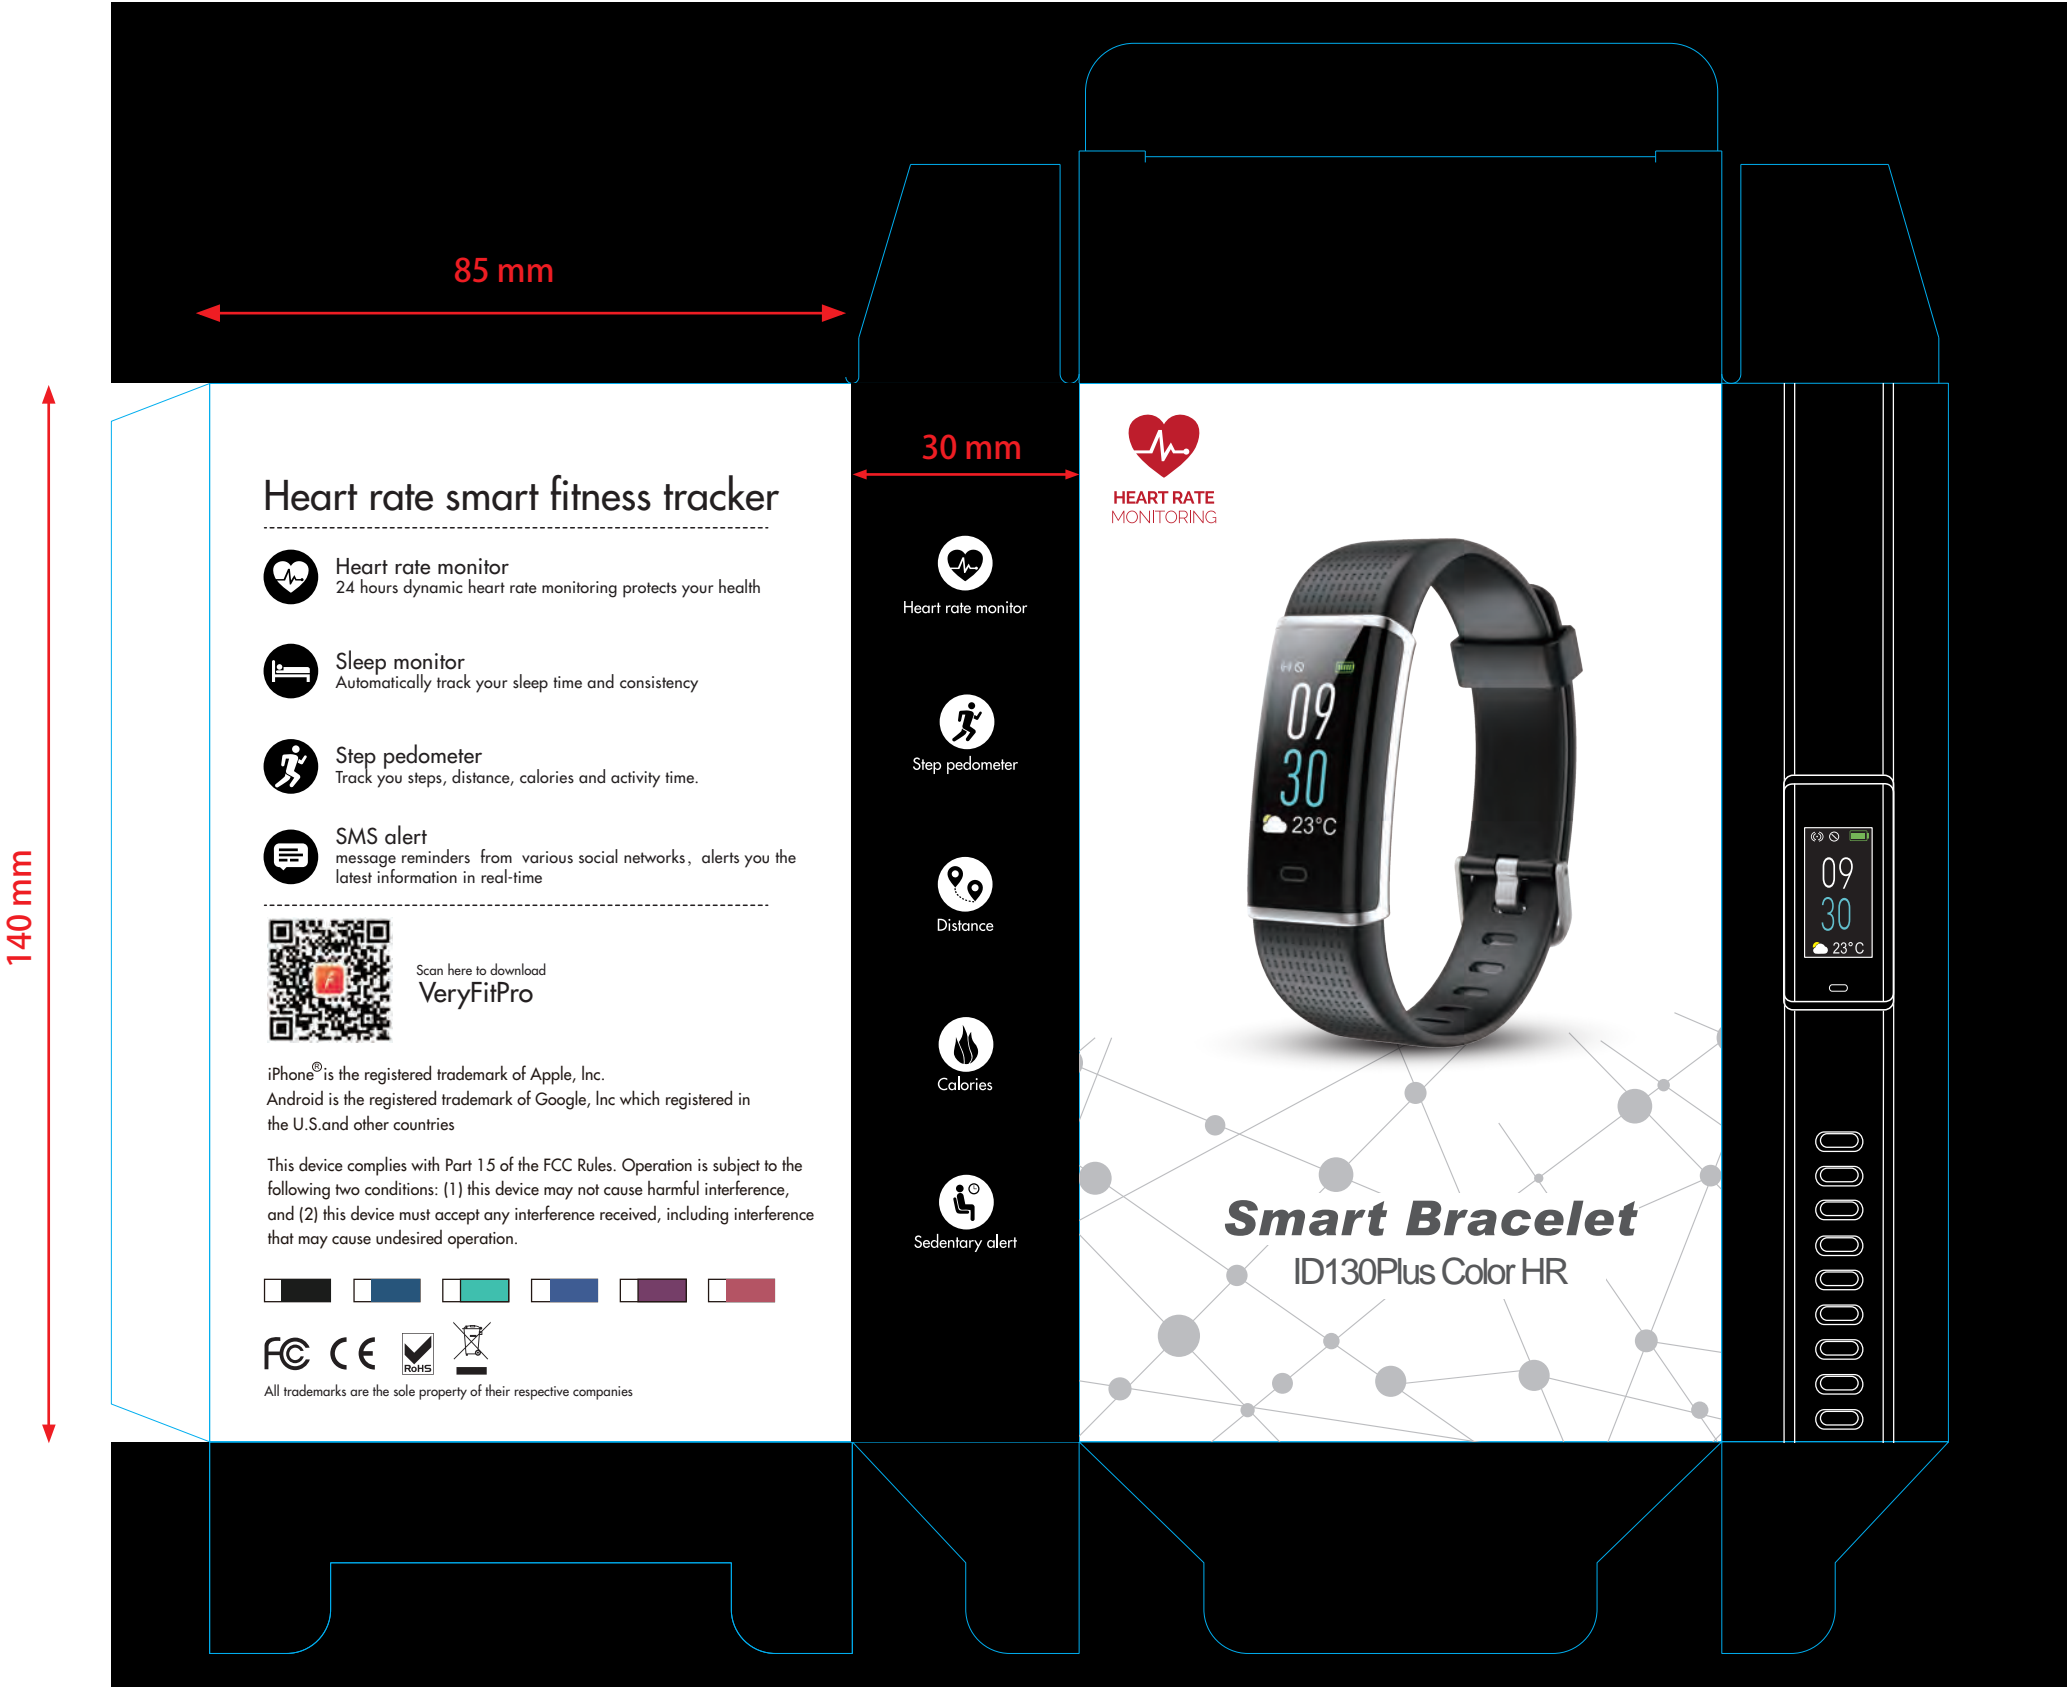 85 mm
140 mm
Heart rate smart fitness tracker
Heart rate monitor
24 hours dynamic heart rate monitoring protects your health
Sleep monitor
Automatically track your sleep time and consistency
Step pedometer
Track you steps, distance, calories and activity time.
SMS alert
message reminders from various social networks, alerts you the
latest information in real-time
Scan here to download
VeryFitPro
iPhone® is the registered trademark of Apple, Inc.
Android is the registered trademark of Google, Inc which registered in
the U.S.and other countries
This device complies with Part 15 of the FCC Rules. Operation is subject to the
following two conditions: (1) this device may not cause harmful interference,
and (2) this device must accept any interference received, including interference
that may cause undesired operation.
FC CE RoHS
All trademarks are the sole property of their respective companies
30 mm
Heart rate monitor
Step pedometer
Distance
Calories
Sedentary alert
HEART RATE
MONITORING
09
30
23°C
Smart Bracelet
ID130Plus Color HR
09
30
23°C